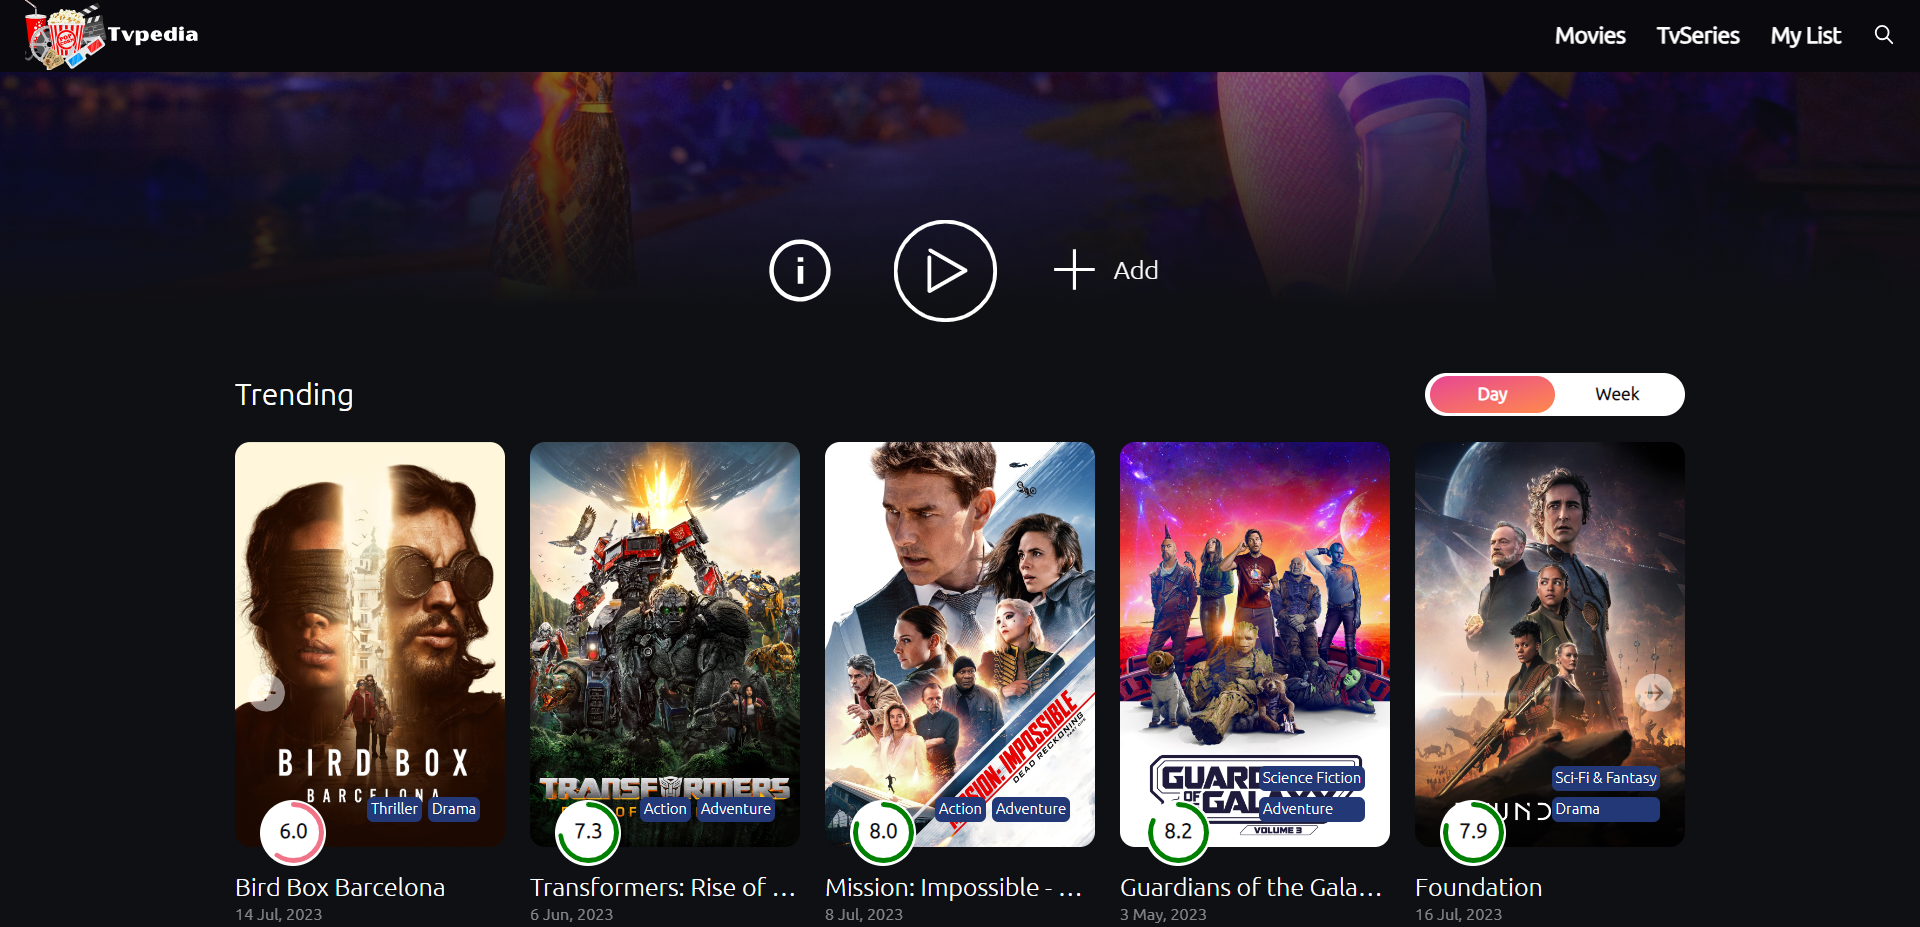 Tvpedia
Movies
TvSeries
My List
Add
Trending
Day
Week
BIRD BOX
BARCELONA
Thriller
Drama
6.0
Bird Box Barcelona
14 Jul, 2023
TRANSFORMERS
OF
Action
Adventure
7.3
Transformers: Rise of ...
6 Jun, 2023
MISSION: IMPOSSIBLE
DEAD RECKONING
Action
Adventure
8.0
Mission: Impossible - ...
8 Jul, 2023
GUARD
OF
GALAXY
VOLUME 3
Science Fiction
Adventure
8.2
Guardians of the Gala...
3 May, 2023
UND
Sci-Fi & Fantasy
Drama
7.9
Foundation
16 Jul, 2023